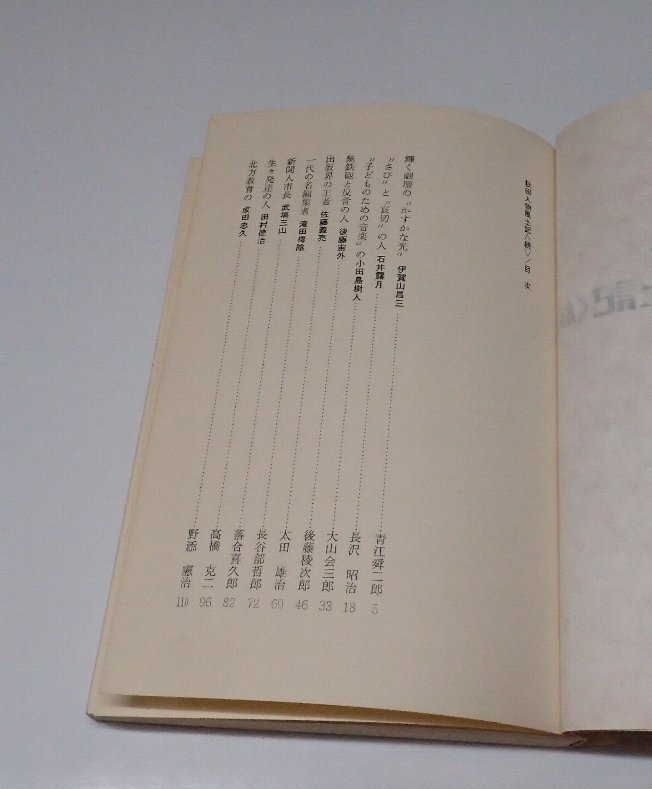 秋田人物風土記〈続〉/目次
輝く劇壇の〝かすかな光〟 伊賀山昌三……青江舜二郎 5
〝さび〟と〝哀切〟の人 石井露月……長沢 昭治 18
〝子どものための音楽〟の小田島樹人……大山会三郎 33
無鉄砲と反骨の人 後藤宙外……後藤稜次郎 46
出版界の王者 佐藤義亮……太田 雄治 60
一代の名編集者 滝田樗陰……長谷部哲郎 72
新聞人市長 武塙三山……落合喜久郎 82
生々発達の人 田村徳治……高橋 克二 96
北方教育の 成田忠久……野添 憲治 110